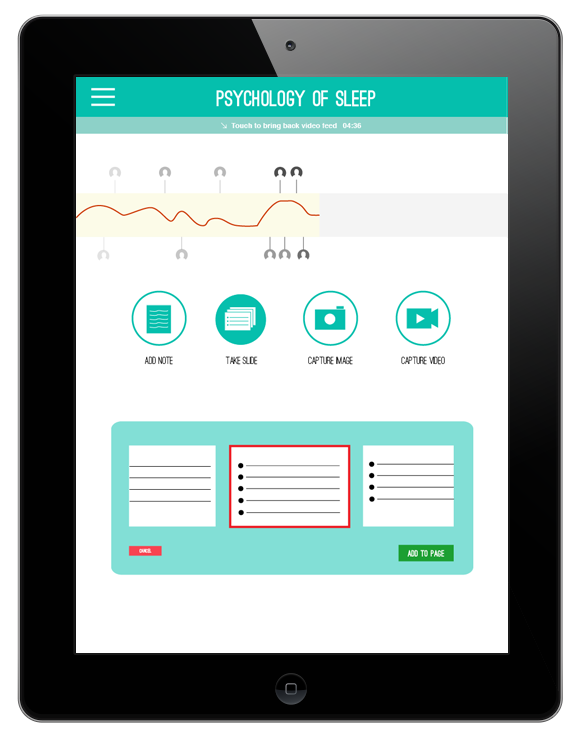 PSYCHOLOGY OF SLEEP
Touch to bring back video feed 04:36
ADD NOTE
TAKE SLIDE
CAPTURE IMAGE
CAPTURE VIDEO
CANCEL
ADD TO PAGE